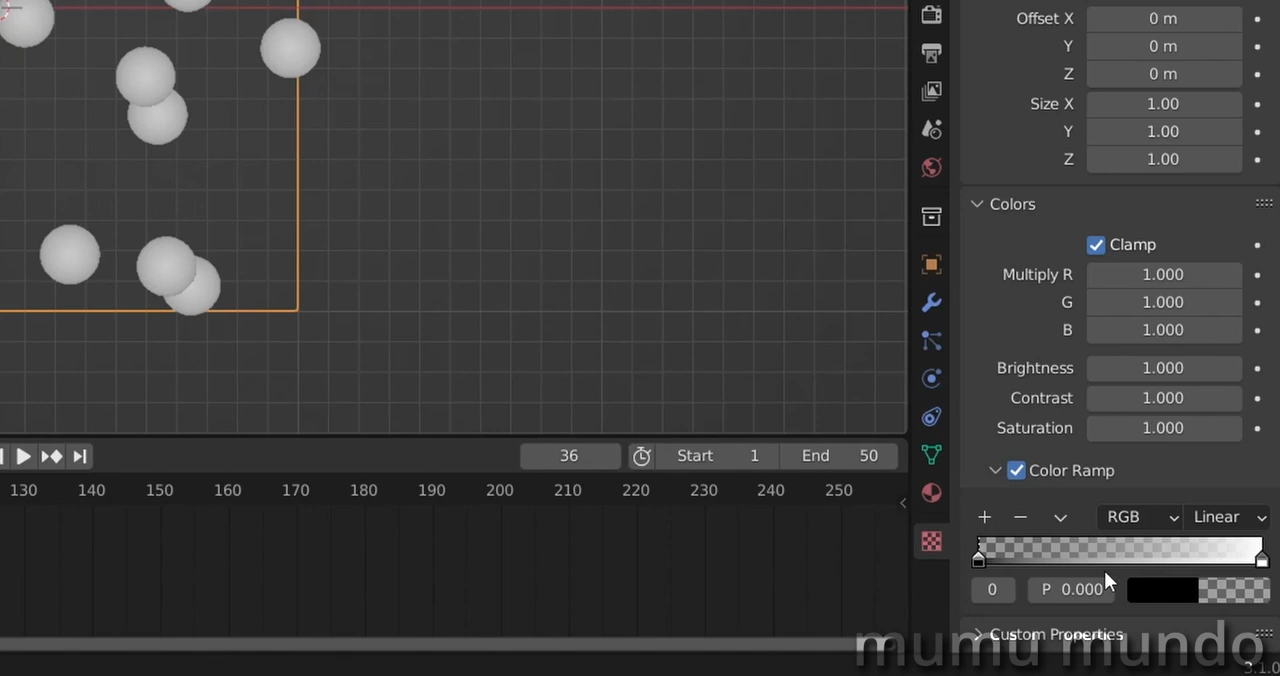 Offset X 0 m
Y 0 m
Z 0 m
Size X 1.00
Y 1.00
Z 1.00
Colors
Clamp
Multiply R 1.000
G 1.000
B 1.000
Brightness 1.000
Contrast 1.000
Saturation 1.000
Color Ramp
RGB Linear
0 P 0.000
Custom Properties
36 Start 1 End 50
130 140 150 160 170 180 190 200 210 220 230 240 250
mumu mundo
3.1.0